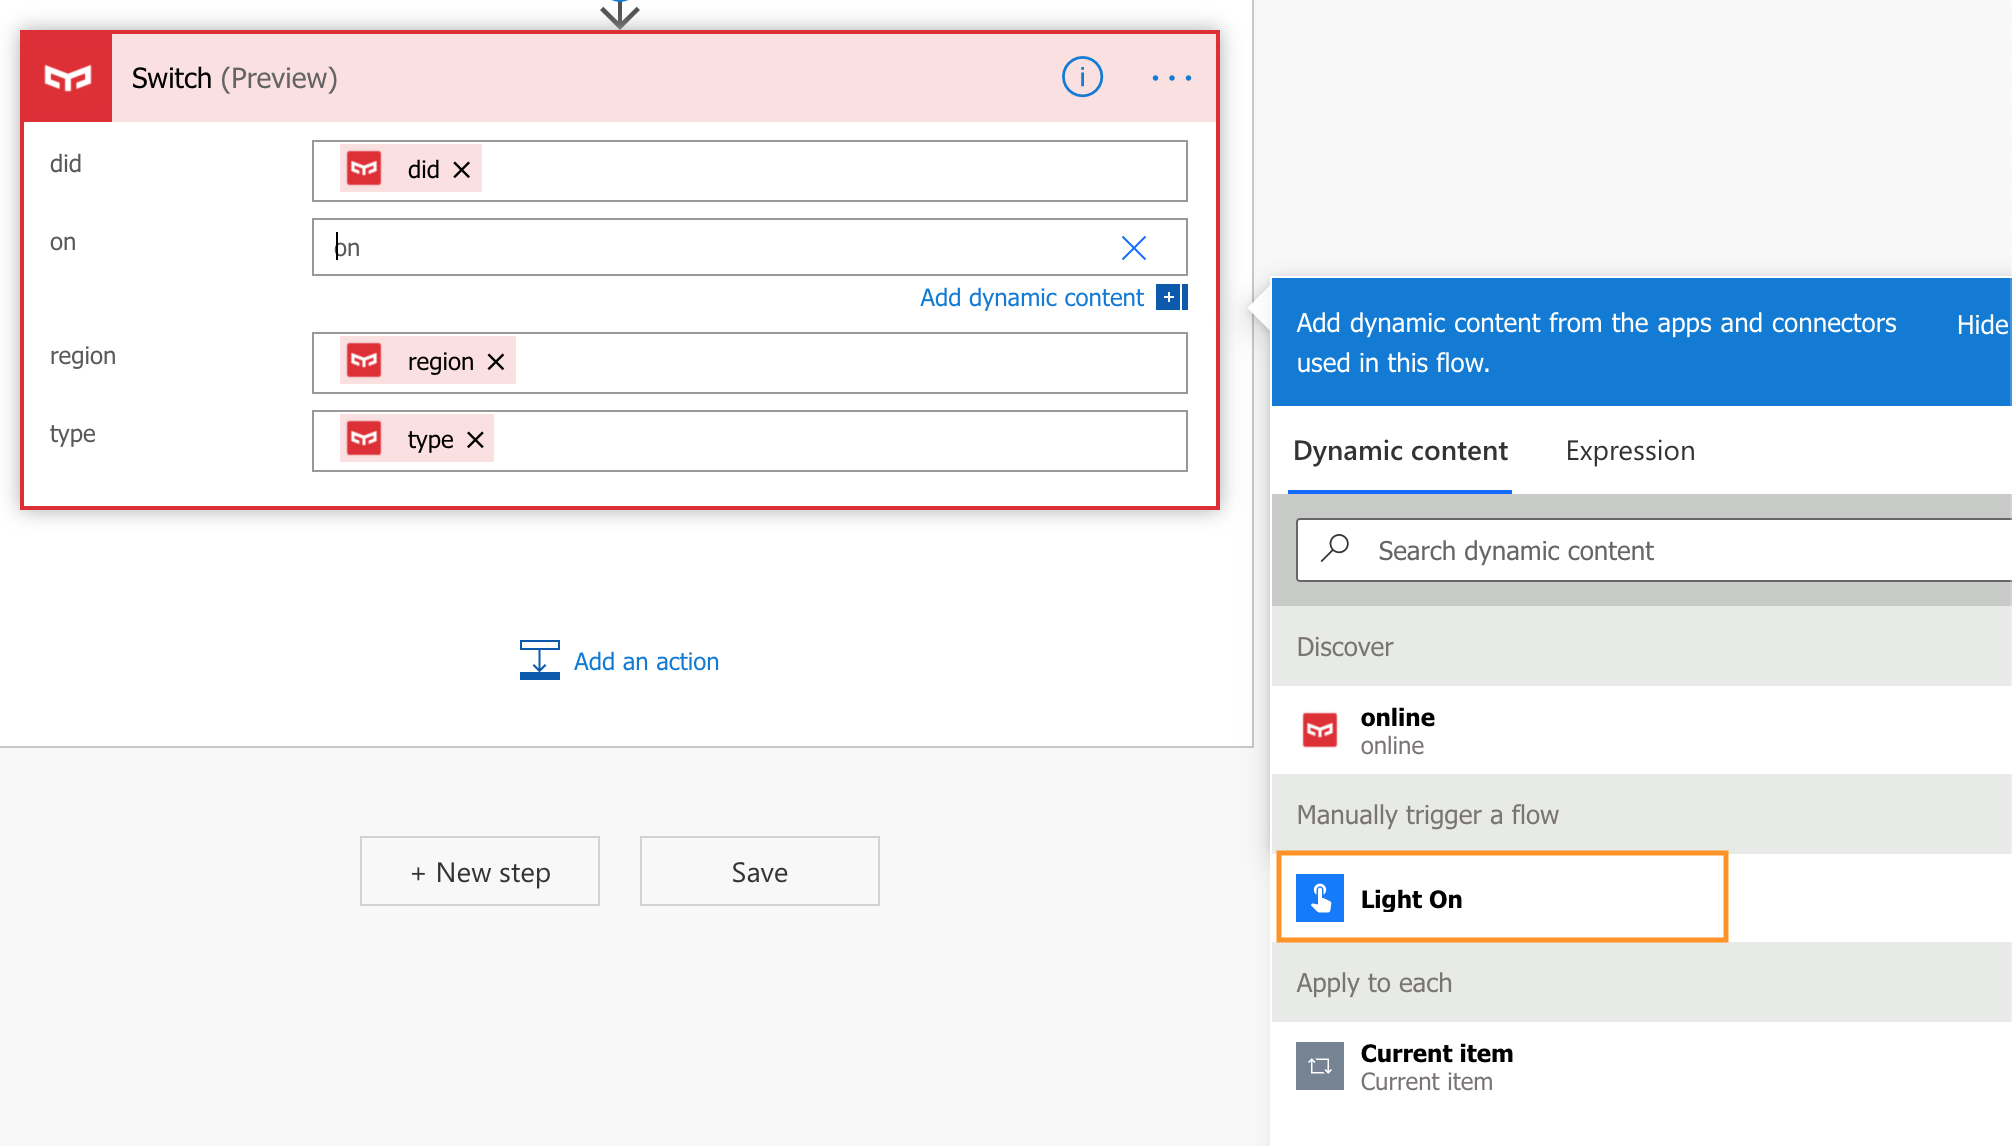 Switch (Preview)
did
did
on
on
Add dynamic content
region
region
type
type
Add an action
+ New step
Save
Add dynamic content from the apps and connectors
used in this flow.
Hide
Dynamic content
Expression
Search dynamic content
Discover
online
online
Manually trigger a flow
Light On
Apply to each
Current item
Current item